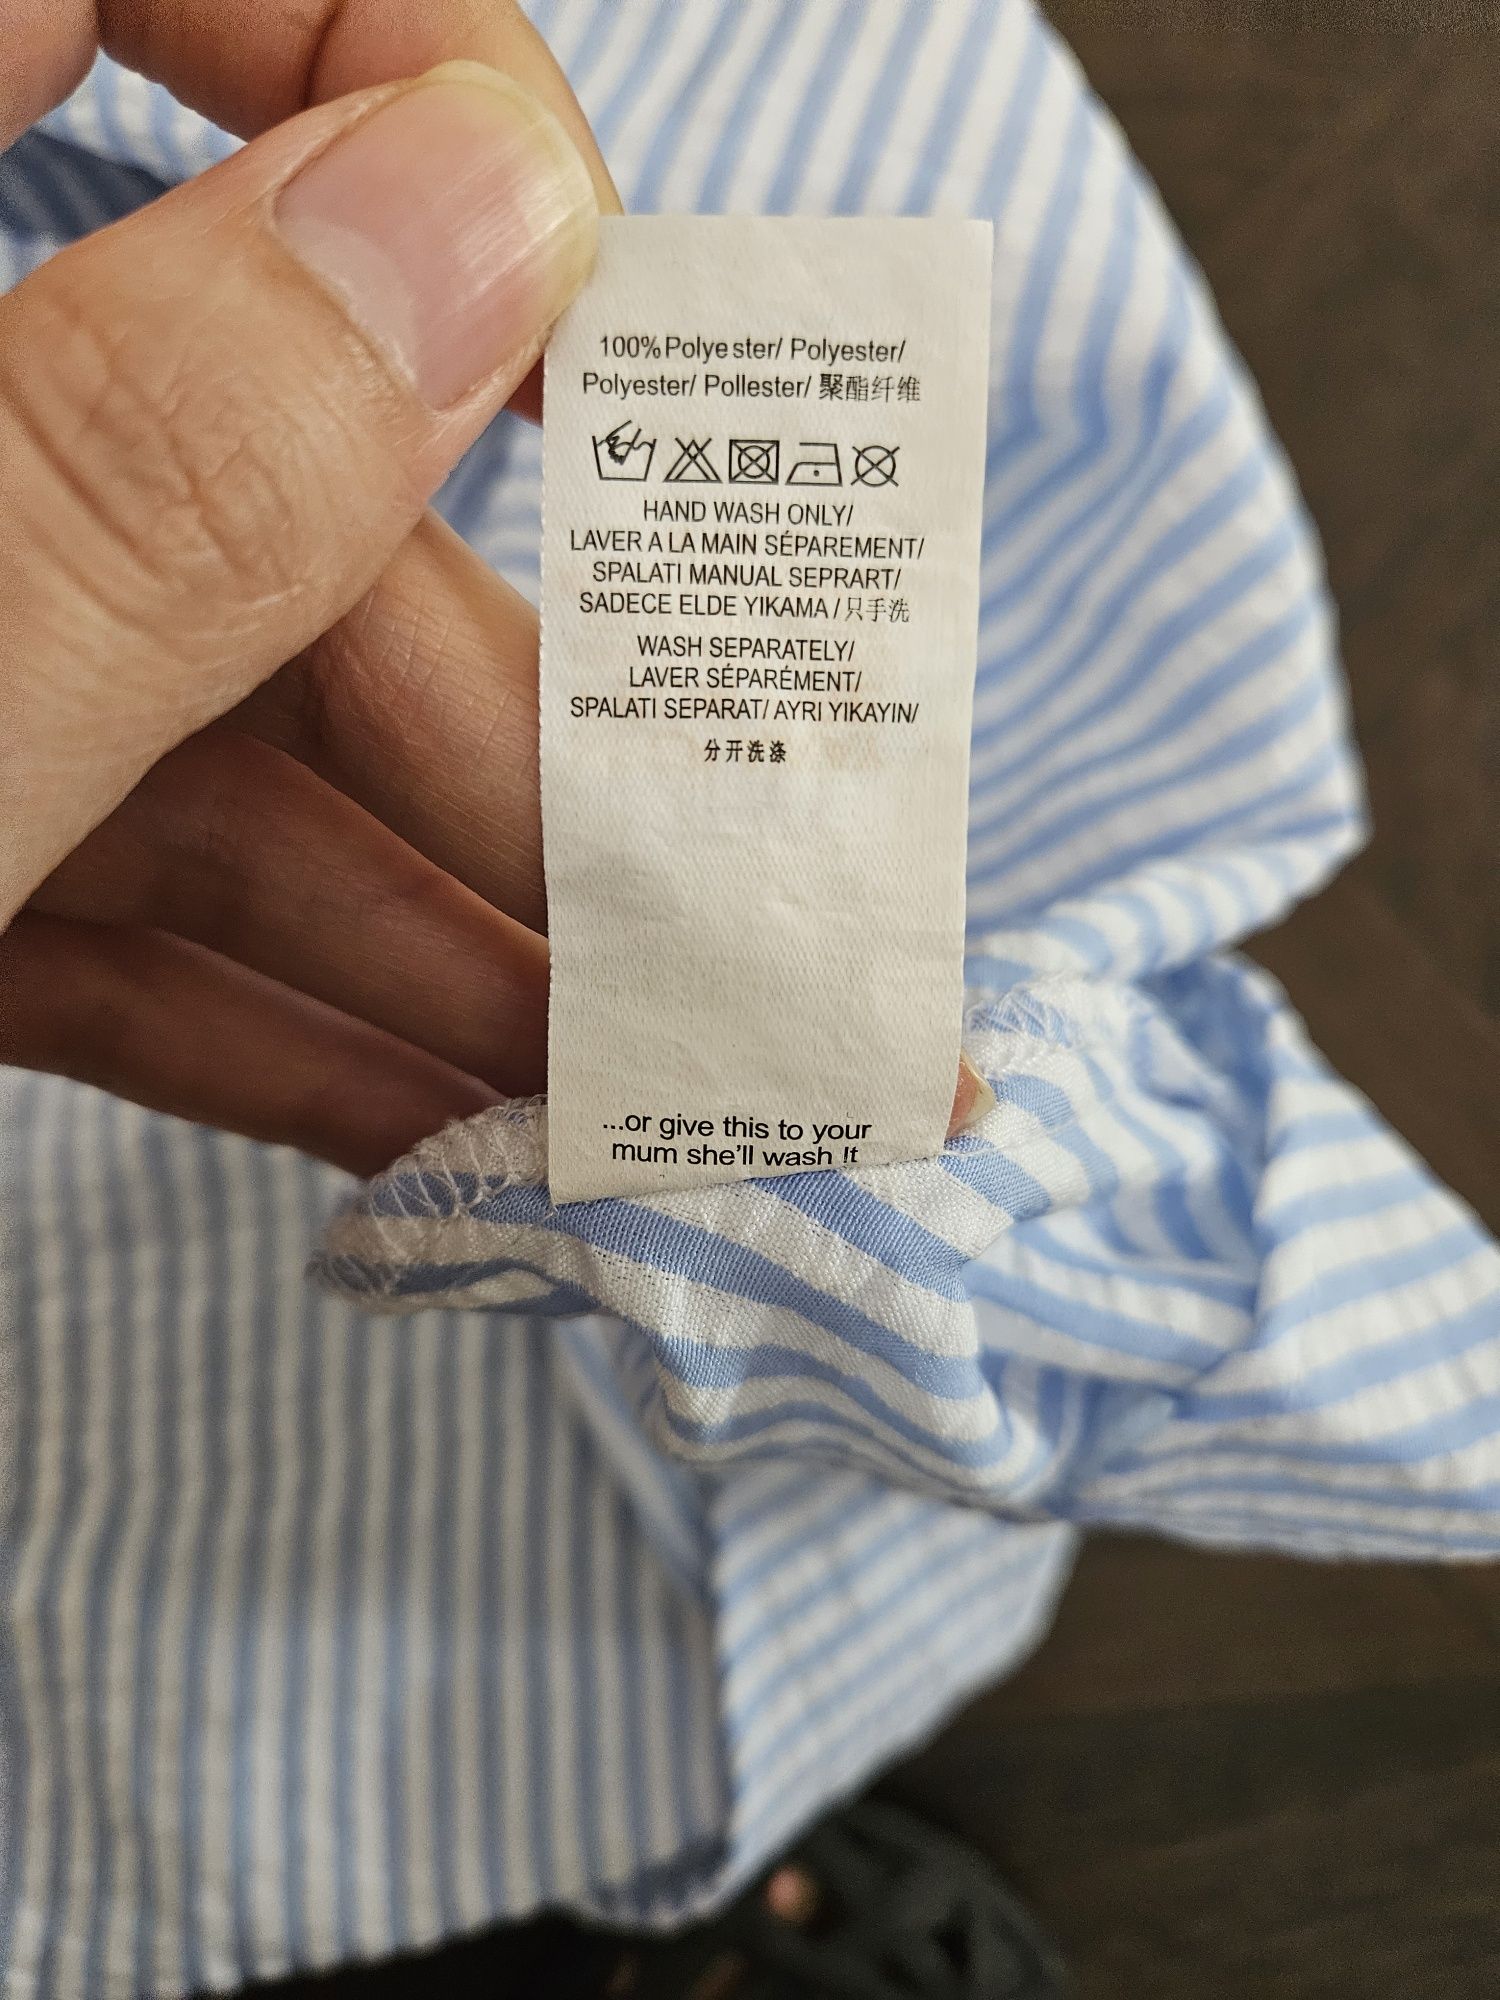 100% Polyester/ Polyester/
Polyester/ Pollester/ 聚酯纤维
HAND WASH ONLY/
LAVER A LA MAIN SÉPAREMENT/
SPALATI MANUAL SEPRART/
SADECE ELDE YIKAMA / 只手洗
WASH SEPARATELY/
LAVER SÉPARÉMENT/
SPALATI SEPARAT/ AYRI YIKAYIN/
分开洗涤
...or give this to your
mum she'll wash !t